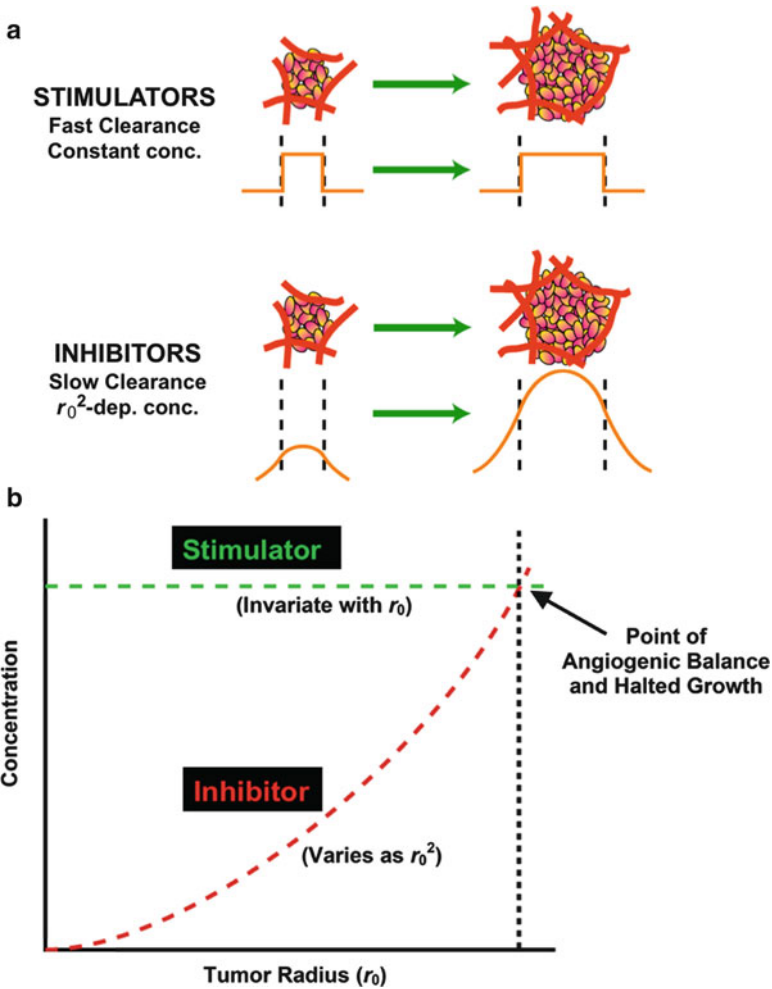 a
STIMULATORS
Fast Clearance
Constant conc.
INHIBITORS
Slow Clearance
r₀²-dep. conc.
b
Stimulator
(Invariate with r₀)
Point of
Angiogenic Balance
and Halted Growth
Concentration
Inhibitor
(Varies as r₀²)
Tumor Radius (r₀)